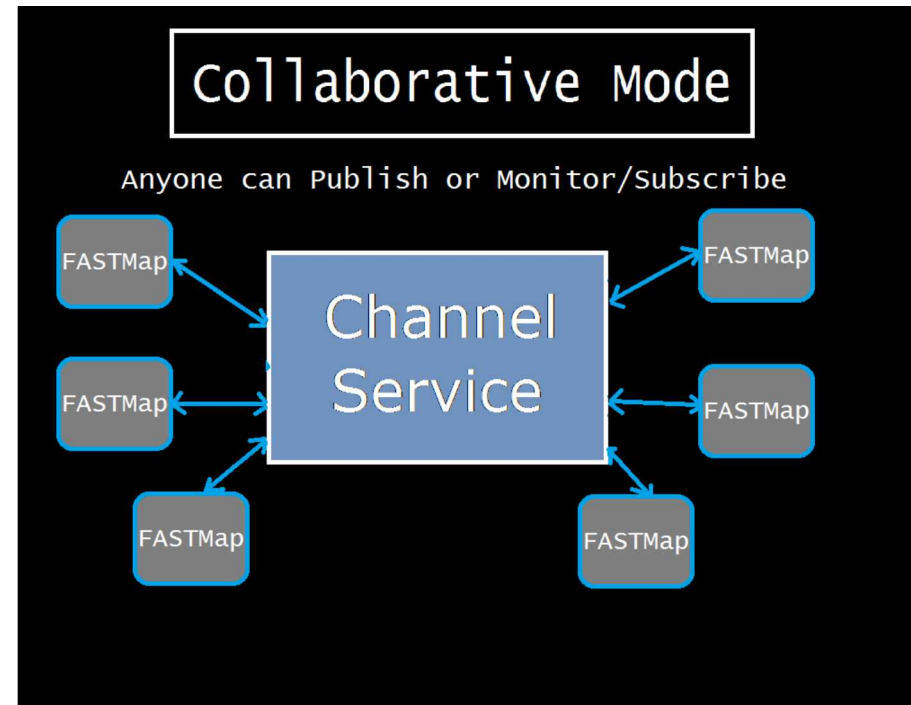 Collaborative Mode
Anyone can Publish or Monitor/Subscribe
FASTMap
FASTMap
Channel
Service
FASTMap
FASTMap
FASTMap
FASTMap